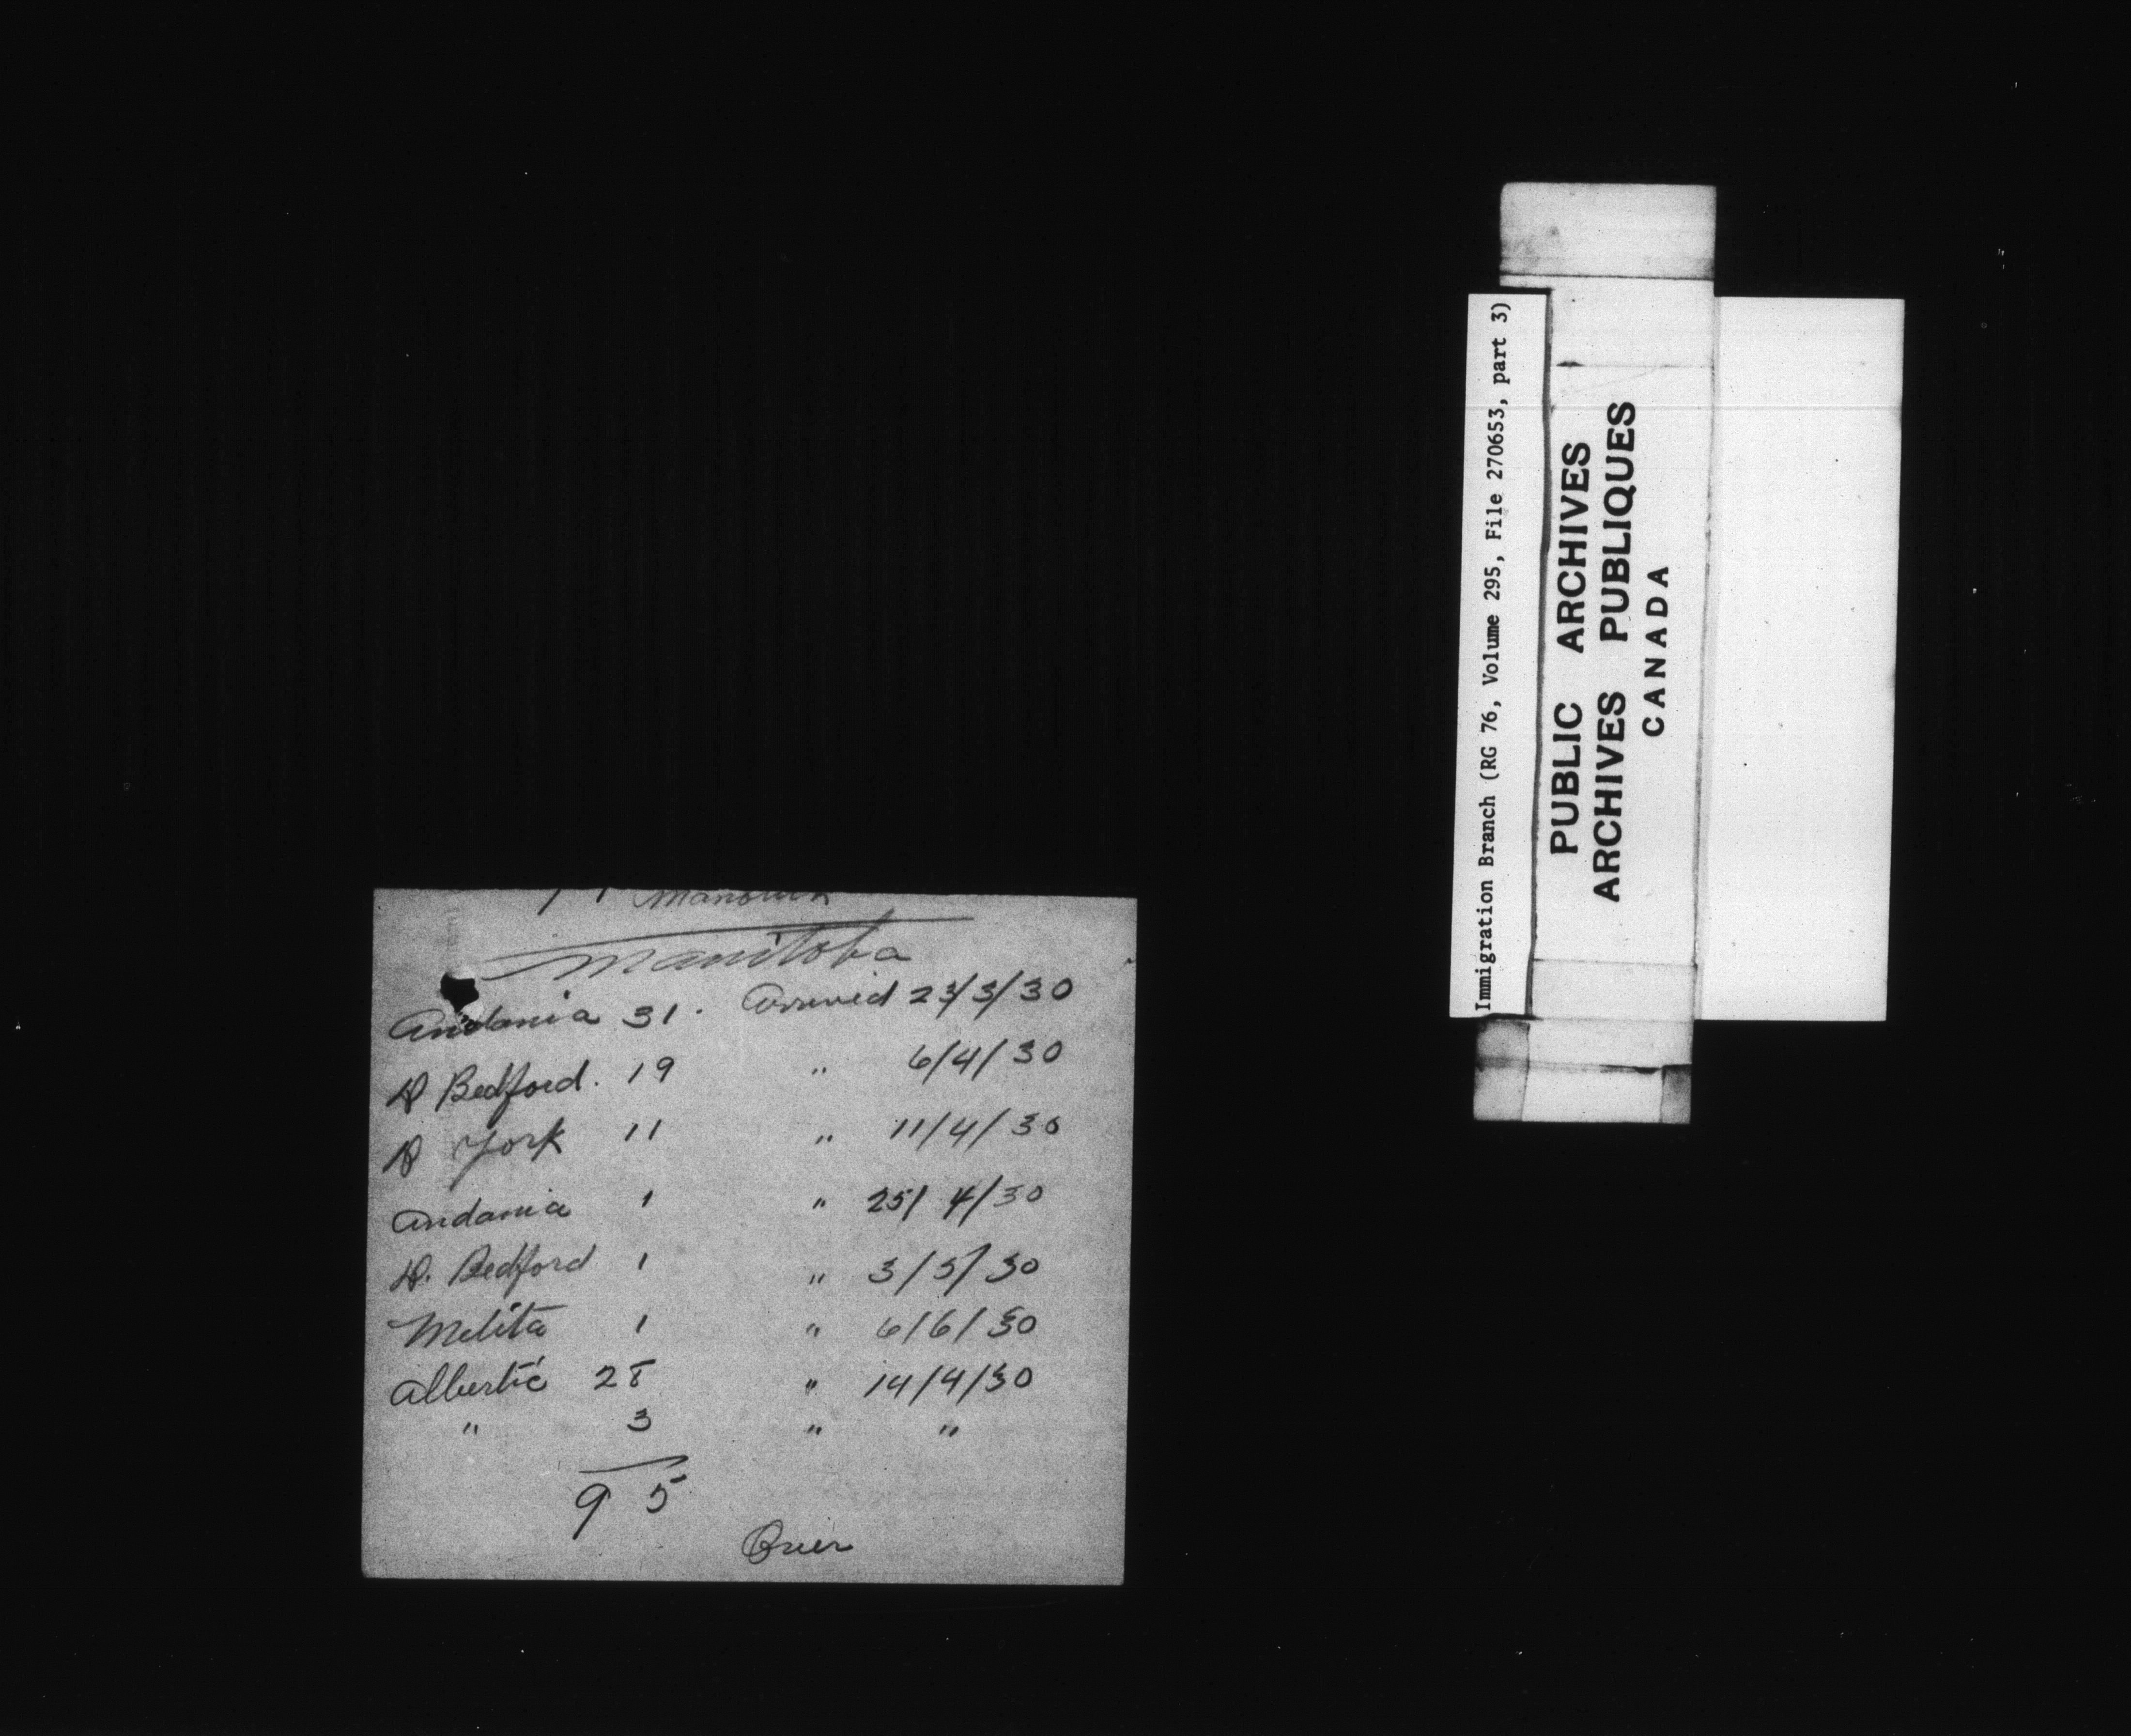 Manitoba
Andania 31. Arrived 23/3/30
D Bedford. 19 " 6/4/30
D York 11 " 11/4/30
Andania 1 " 25/4/30
D. Bedford 1 " 3/5/30
Melita 1 " 6/6/30
Albertic 28 " 14/4/30
" 3 " "
95
Over
Immigration Branch (RG 76, Volume 295, File 270653, part 3)
PUBLIC ARCHIVES
ARCHIVES PUBLIQUES
CANADA